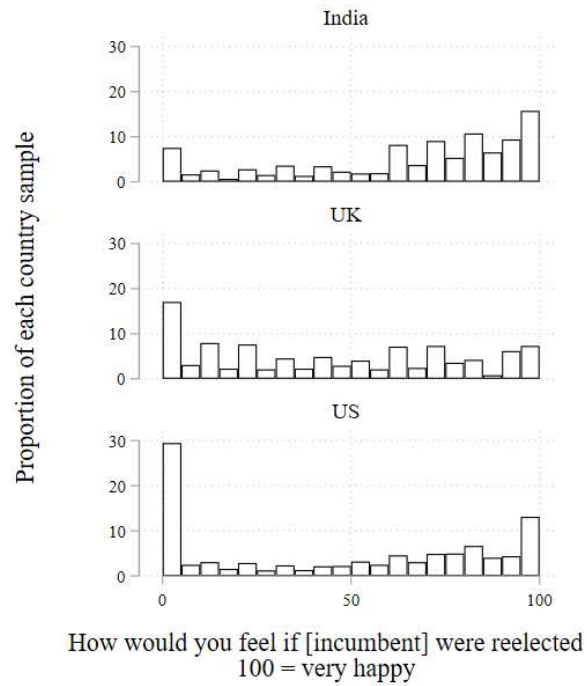 India
30
20
10
0
UK
30
20
10
0
US
30
20
10
0
0 50 100
Proportion of each country sample
How would you feel if [incumbent] were reelected
100 = very happy